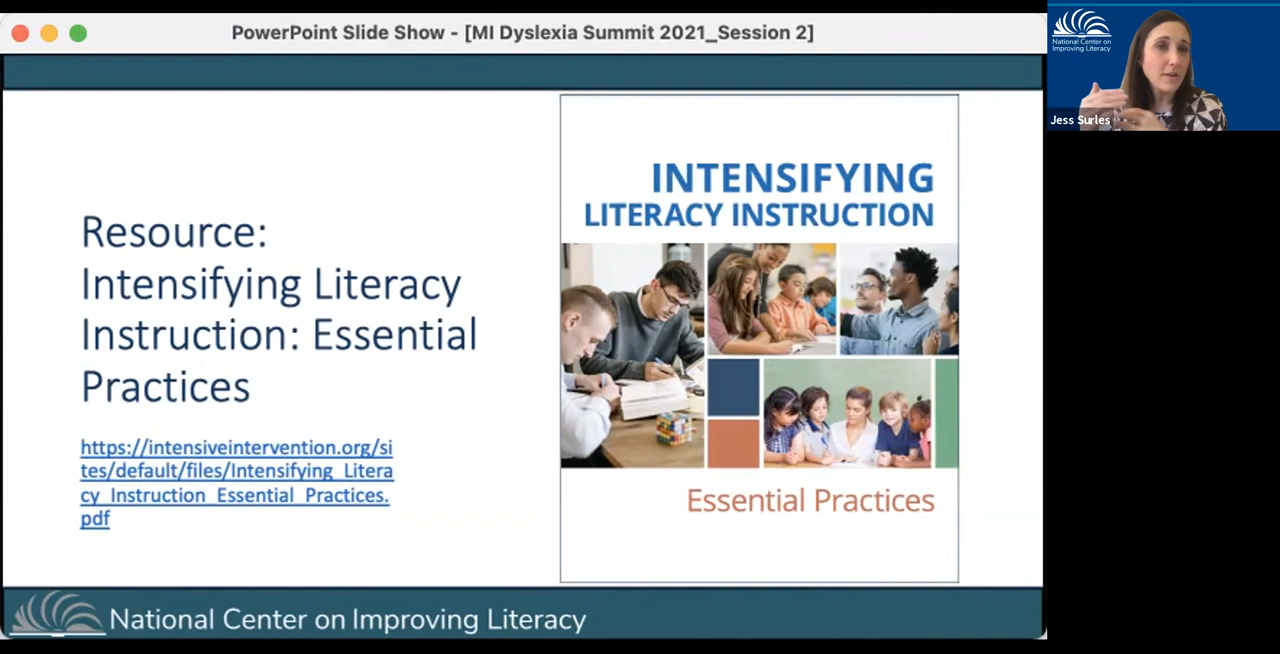 PowerPoint Slide Show - [MI Dyslexia Summit 2021_Session 2]
National Center on
Improving Literacy
Jess Surles
Resource:
Intensifying Literacy
Instruction: Essential
Practices
https://intensiveintervention.org/si
tes/default/files/Intensifying_Litera
cy_Instruction_Essential_Practices.
pdf
INTENSIFYING
LITERACY INSTRUCTION
Essential Practices
National Center on Improving Literacy